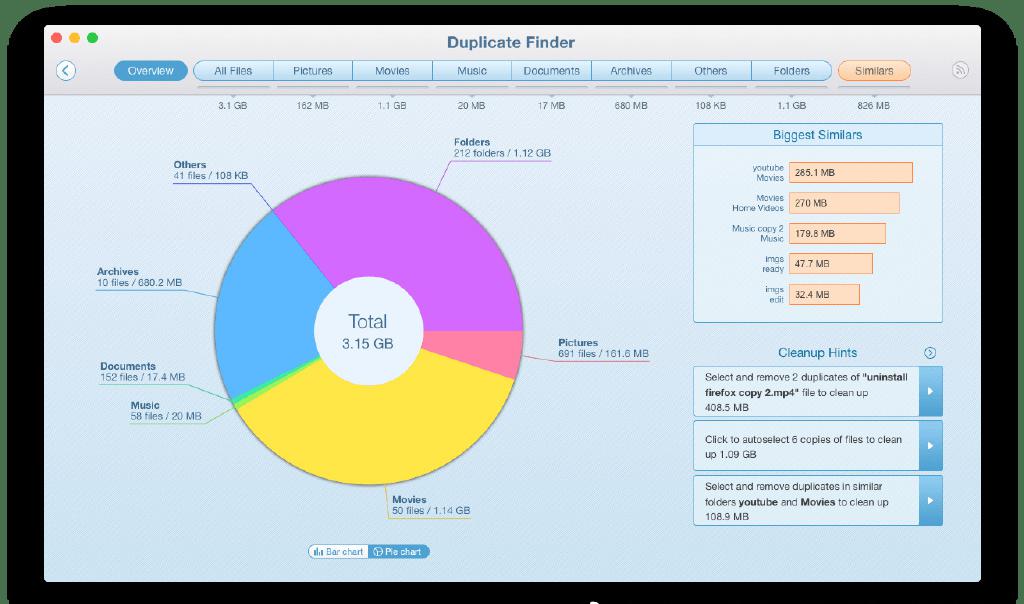 Duplicate Finder
Overview
All Files
Pictures
Movies
Music
Documents
Archives
Others
Folders
Similars
3.1 GB
162 MB
1.1 GB
20 MB
17 MB
680 MB
108 KB
1.1 GB
826 MB
Folders
212 folders / 1.12 GB
Others
41 files / 108 KB
Archives
10 files / 680.2 MB
Total
3.15 GB
Pictures
691 files / 161.6 MB
Documents
152 files / 17.4 MB
Music
58 files / 20 MB
Movies
50 files / 1.14 GB
Bar chart
Pie chart
Biggest Similars
youtube
Movies
285.1 MB
Movies
Home Videos
270 MB
Music copy 2
Music
179.8 MB
imgs
ready
47.7 MB
imgs
edit
32.4 MB
Cleanup Hints
Select and remove 2 duplicates of "uninstall
firefox copy 2.mp4" file to clean up
408.5 MB
Click to autoselect 6 copies of files to clean
up 1.09 GB
Select and remove duplicates in similar
folders youtube and Movies to clean up
108.9 MB